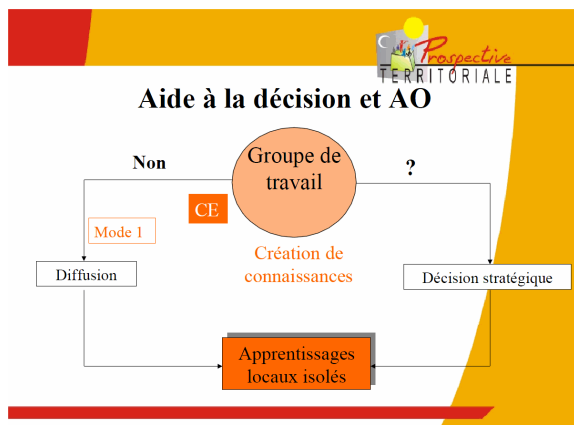 Prospective
TERRITORIALE
Aide à la décision et AO
Non
Groupe de
travail
?
CE
Mode 1
Création de
connaissances
Diffusion
Décision stratégique
Apprentissages
locaux isolés